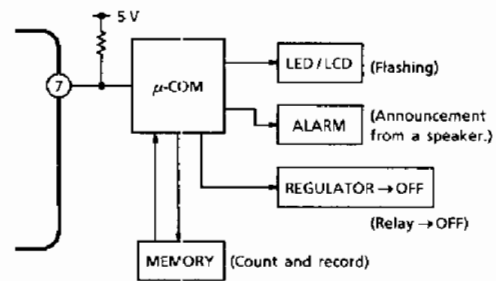 5 V
7
μ-COM
LED/LCD
(Flashing)
ALARM
(Announcement
from a speaker.)
REGULATOR → OFF
(Relay → OFF)
MEMORY
(Count and record)